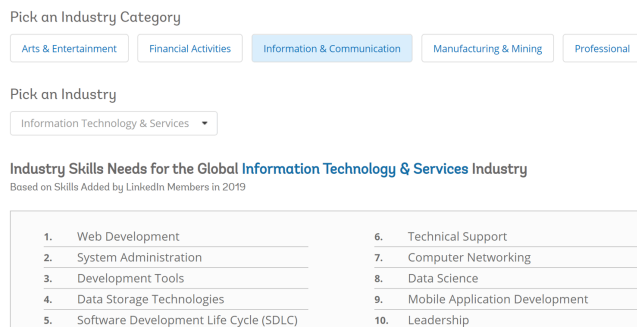 Pick an Industry Category
Arts & Entertainment Financial Activities Information & Communication Manufacturing & Mining Professional
Pick an Industry
Information Technology & Services
Industry Skills Needs for the Global Information Technology & Services Industry
Based on Skills Added by LinkedIn Members in 2019
1. Web Development
2. System Administration
3. Development Tools
4. Data Storage Technologies
5. Software Development Life Cycle (SDLC)
6. Technical Support
7. Computer Networking
8. Data Science
9. Mobile Application Development
10. Leadership